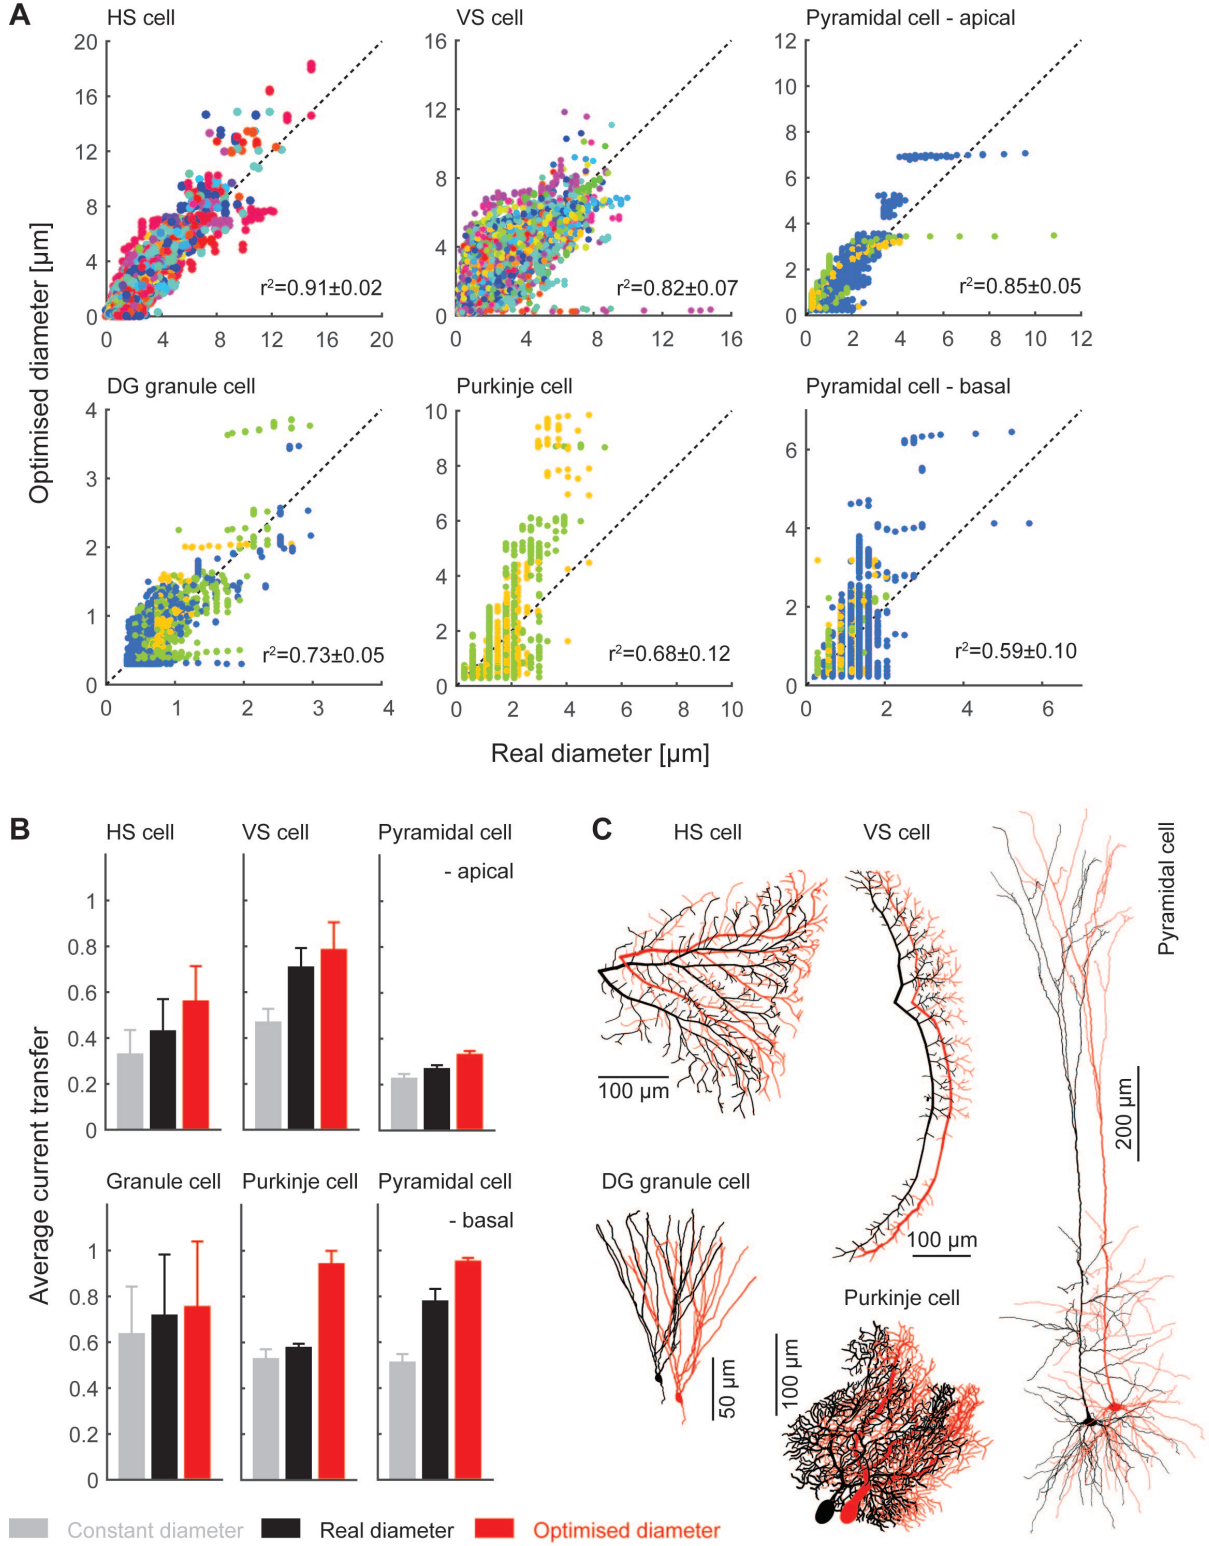 A
HS cell
VS cell
Pyramidal cell - apical
20
16
12
8
4
0
0 4 8 12 16 20
r²=0.91±0.02
16
12
8
4
0
0 4 8 12 16
r²=0.82±0.07
12
10
8
6
4
2
0
0 2 4 6 8 10 12
r²=0.85±0.05
Optimised diameter [µm]
DG granule cell
Purkinje cell
Pyramidal cell - basal
4
3
2
1
0
0 1 2 3 4
r²=0.73±0.05
10
8
6
4
2
0
0 2 4 6 8 10
r²=0.68±0.12
6
4
2
0
0 2 4 6
r²=0.59±0.10
Real diameter [µm]
B
HS cell
VS cell
Pyramidal cell
- apical
1
0.8
0.6
0.4
0.2
0
Average current transfer
Granule cell
Purkinje cell
Pyramidal cell
- basal
1
0.8
0.6
0.4
0.2
0
Constant diameter
Real diameter
Optimised diameter
C
HS cell
VS cell
Pyramidal cell
100 µm
200 µm
DG granule cell
100 µm
50 µm
Purkinje cell
100 µm